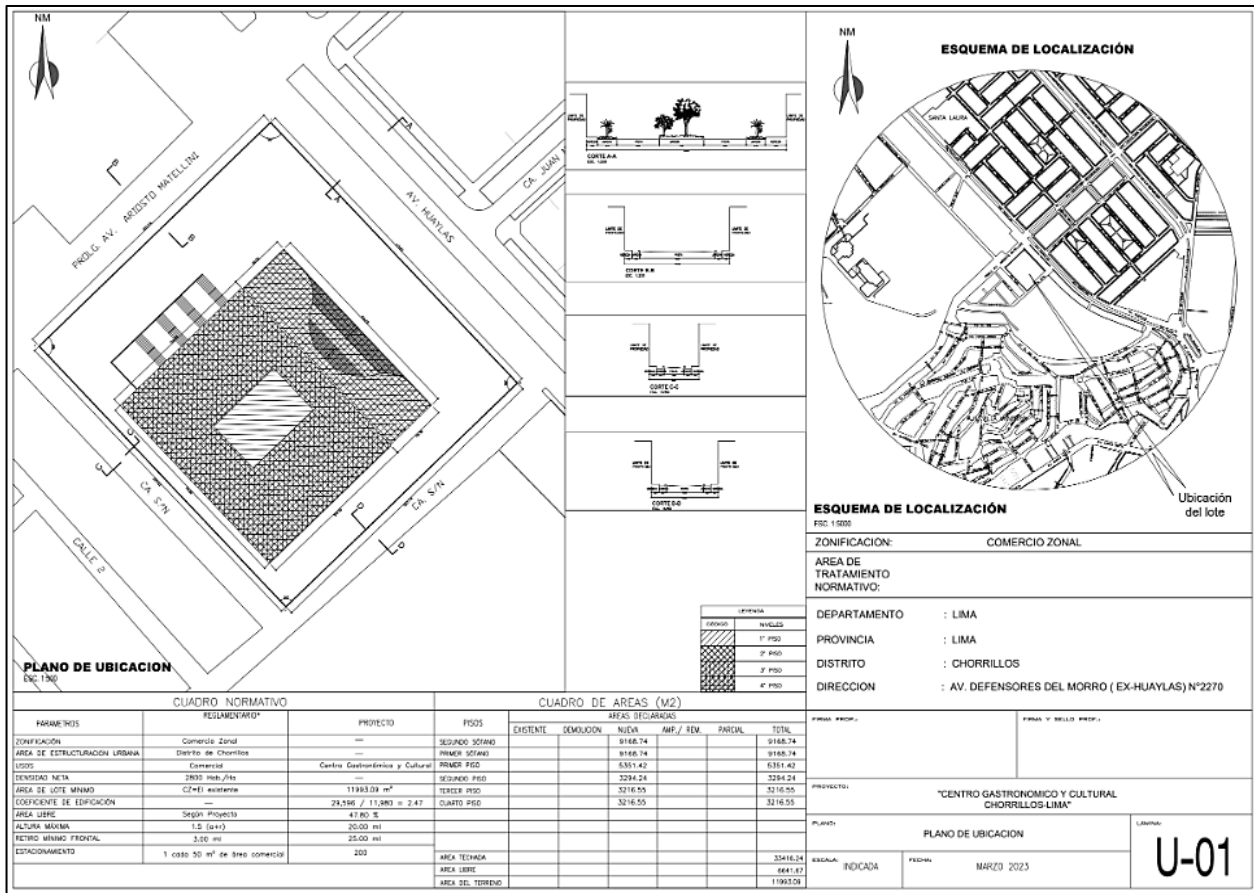 NM
PROLG. AV. ARIOSTO MATELLINI
AV. HUAYLAS
CA. JUAN
CA. S/N
CA. S/N
CALLE 2
A
A
B
B
C
C
D
D
PLANO DE UBICACION
ESC. 1:500
CORTE A-A
CORTE B-B
CORTE C-C
CORTE D-D
LEYENDA
CODIGO NIVELES
1° PISO
2° PISO
3° PISO
4° PISO
NM
ESQUEMA DE LOCALIZACIÓN
SANTA LAURA
Ubicación
del lote
ESQUEMA DE LOCALIZACIÓN
ESC. 1:5000
ZONIFICACION: COMERCIO ZONAL
AREA DE
TRATAMIENTO
NORMATIVO:
DEPARTAMENTO : LIMA
PROVINCIA : LIMA
DISTRITO : CHORRILLOS
DIRECCION : AV. DEFENSORES DEL MORRO ( EX-HUAYLAS) N°2270
CUADRO NORMATIVO
PARAMETROS REGLAMENTARIO* PROYECTO
ZONIFICACIÓN Comercio Zonal —
AREA DE ESTRUCTURACION URBANA Distrito de Chorrillos —
USOS Comercial Centro Gastronómico y Cultural
DENSIDAD NETA 2800 Hab./Ha —
ÁREA DE LOTE MINIMO CZ=El existente 11993.09 m²
COEFICIENTE DE EDIFICACIÓN — 29,596 / 11,980 = 2.47
AREA LIBRE Según Proyecto 47.80 %
ALTURA MÁXIMA 1.5 (a+r) 20.00 ml
RETIRO MÍNIMO FRONTAL 3.00 ml 25.00 ml
ESTACIONAMIENTO 1 cada 50 m² de área comercial 203
CUADRO DE AREAS (M2)
PISOS AREAS DECLARADAS
EXISTENTE DEMOLICION NUEVA AMP./ REM. PARCIAL TOTAL
SEGUNDO SÓTANO 9168.74 9168.74
PRIMER SÓTANO 9168.74 9168.74
PRIMER PISO 5351.42 5351.42
SEGUNDO PISO 3294.24 3294.24
TERCER PISO 3216.55 3216.55
CUARTO PISO 3216.55 3216.55
AREA TECHADA 33416.24
AREA LIBRE 6641.67
AREA DEL TERRENO 11993.09
FIRMA PROP.:
FIRMA Y SELLO PROF.:
PROYECTO:
"CENTRO GASTRONOMICO Y CULTURAL
CHORRILLOS-LIMA"
PLANO:
PLANO DE UBICACION
LAMINA:
U-01
ESCALA: INDICADA
FECHA: MARZO 2023